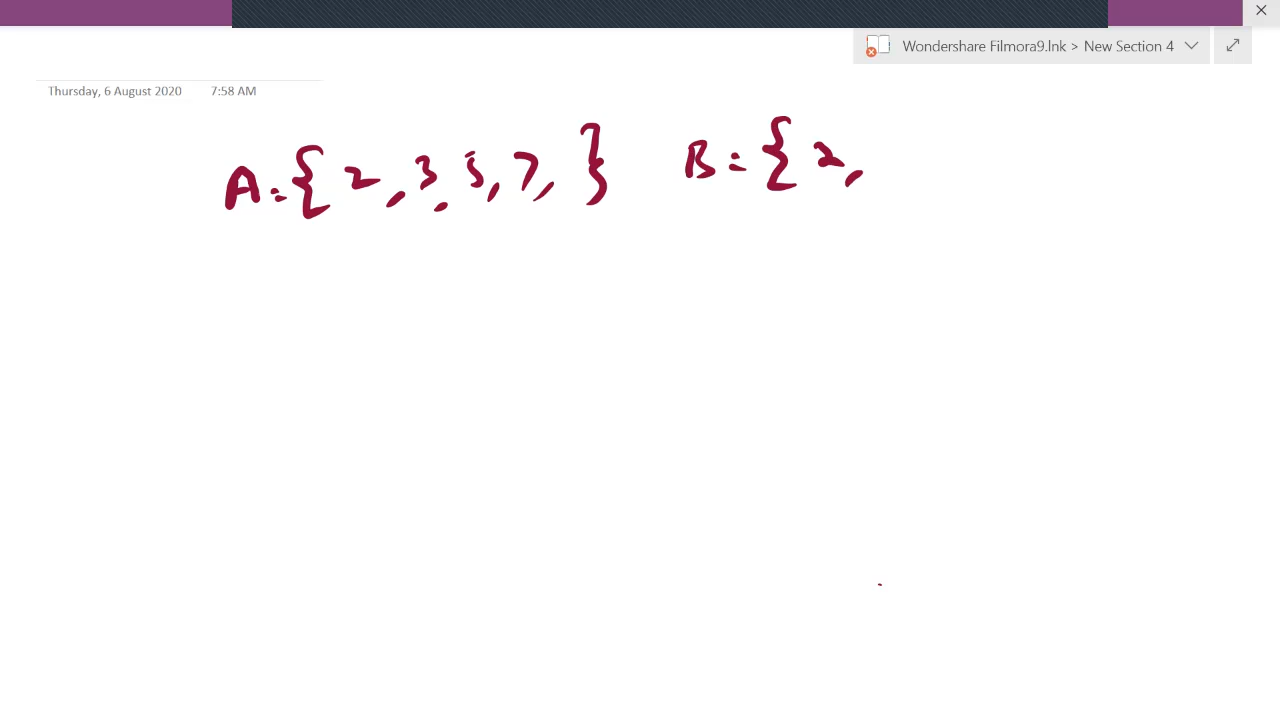 Wondershare Filmora9.lnk > New Section 4
Thursday, 6 August 2020 7:58 AM
A={ 2, 3, 5, 7, } B={ 2,